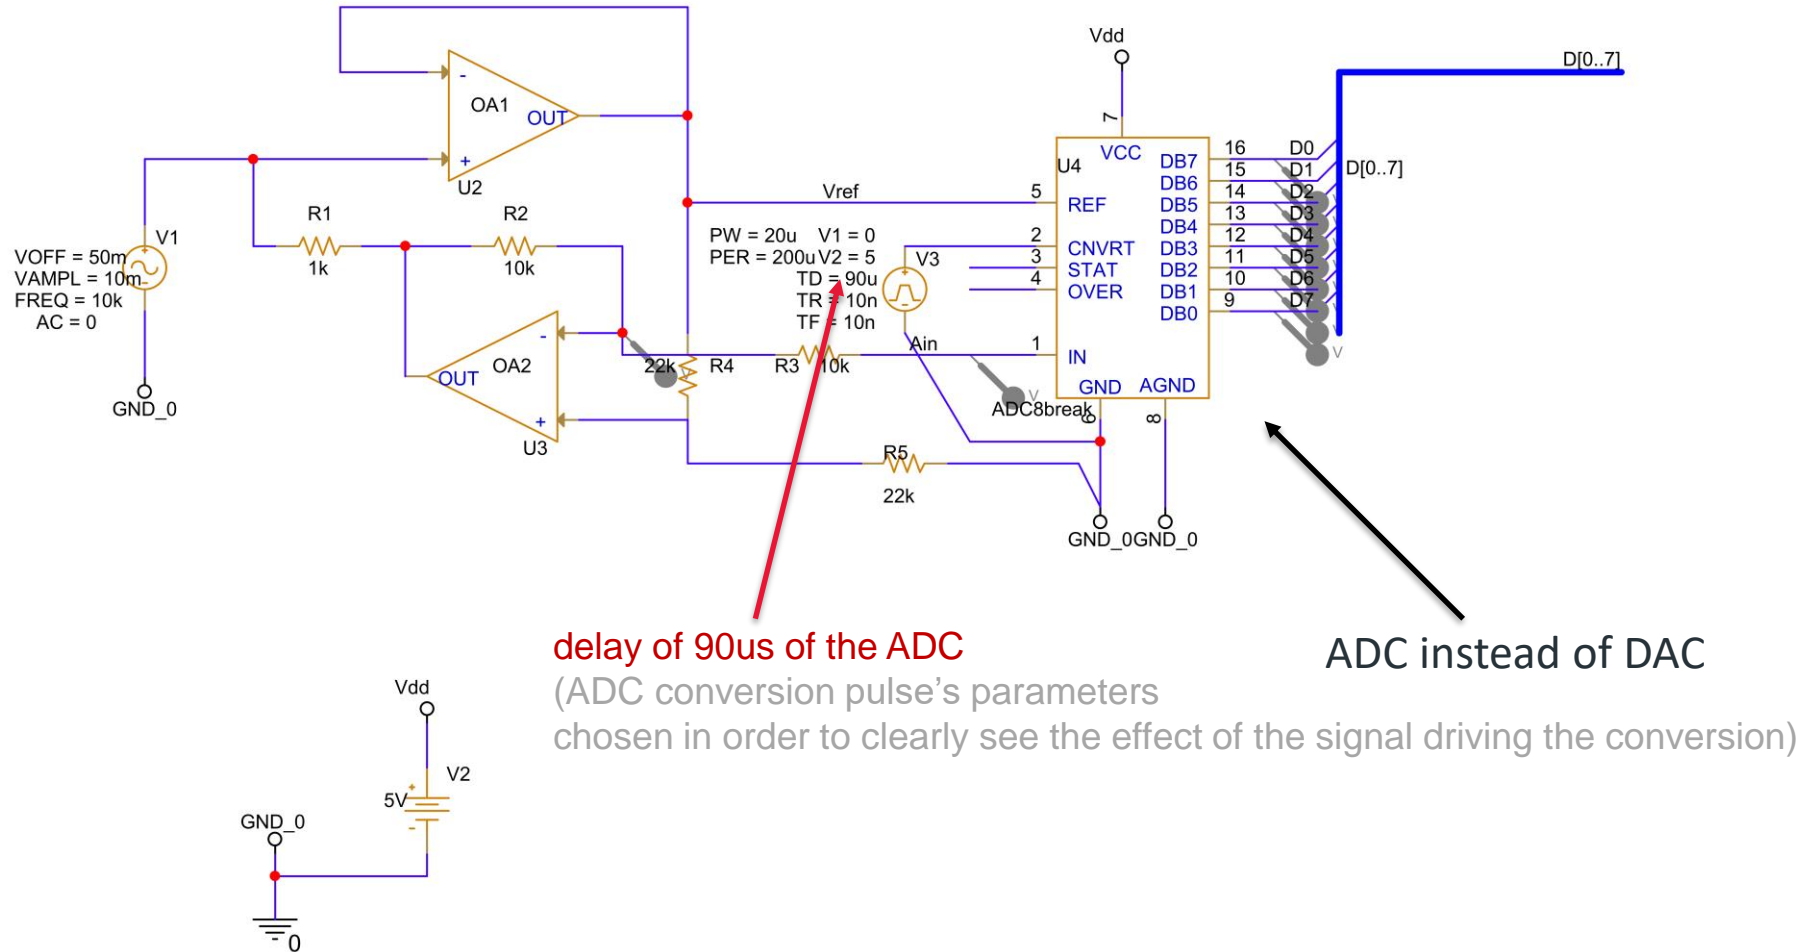 D[0..7]
Vdd
-
OA1
OUT
+
U2
7
VCC
U4
DB7
16
D0
DB6
15
D1
D[0..7]
DB5
14
D2
DB4
13
D3
DB3
12
D4
DB2
11
D5
DB1
10
D6
DB0
9
D7
V
Vref
5
REF
2
CNVRT
3
STAT
4
OVER
1
IN
GND
AGND
ADC8break
6
8
R1
1k
R2
10k
V1
VOFF = 50m
VAMPL = 10m
FREQ = 10k
AC = 0
GND_0
PW = 20u V1 = 0
PER = 200u V2 = 5
TD = 90u
TR = 10n
TF = 10n
V3
Ain
-
OA2
OUT
+
U3
22k
V
R4
R3
10k
V
R5
22k
GND_0
GND_0
delay of 90us of the ADC
(ADC conversion pulse’s parameters
chosen in order to clearly see the effect of the signal driving the conversion)
ADC instead of DAC
Vdd
V2
5V
+
-
GND_0
0